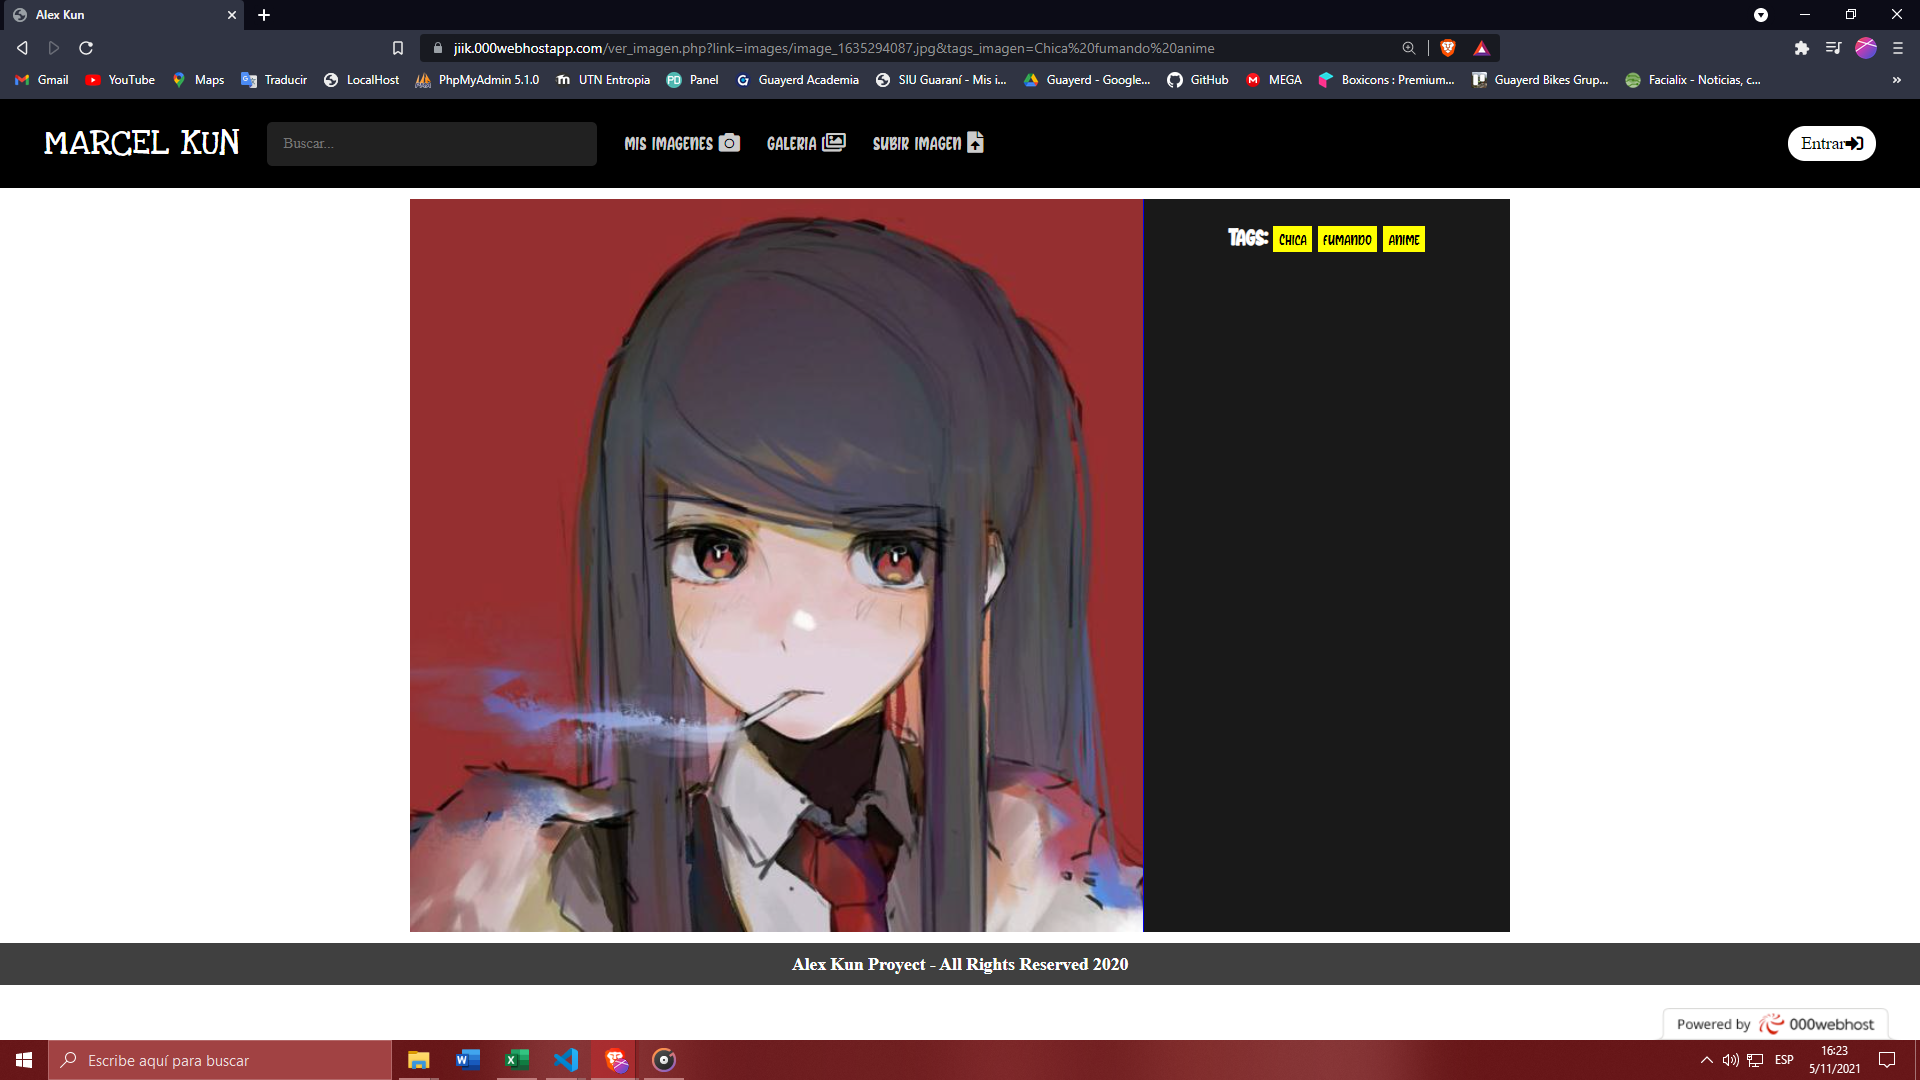 Alex Kun
jiik.000webhostapp.com/ver_imagen.php?link=images/image_1635294087.jpg&tags_imagen=Chica%20fumando%20anime
Gmail YouTube Maps Traducir LocalHost PhpMyAdmin 5.1.0 UTN Entropia Panel Guayerd Academia SIU Guaraní - Mis i... Guayerd - Google... GitHub MEGA Boxicons : Premium... Guayerd Bikes Grup... Facialix - Noticias, c... »
MARCEL KUN Buscar... MIS IMAGENES GALERIA SUBIR IMAGEN Entrar
TAGS: CHICA FUMANDO ANIME
Alex Kun Proyect - All Rights Reserved 2020
Powered by 000webhost
Escribe aquí para buscar
ESP
16:23
5/11/2021